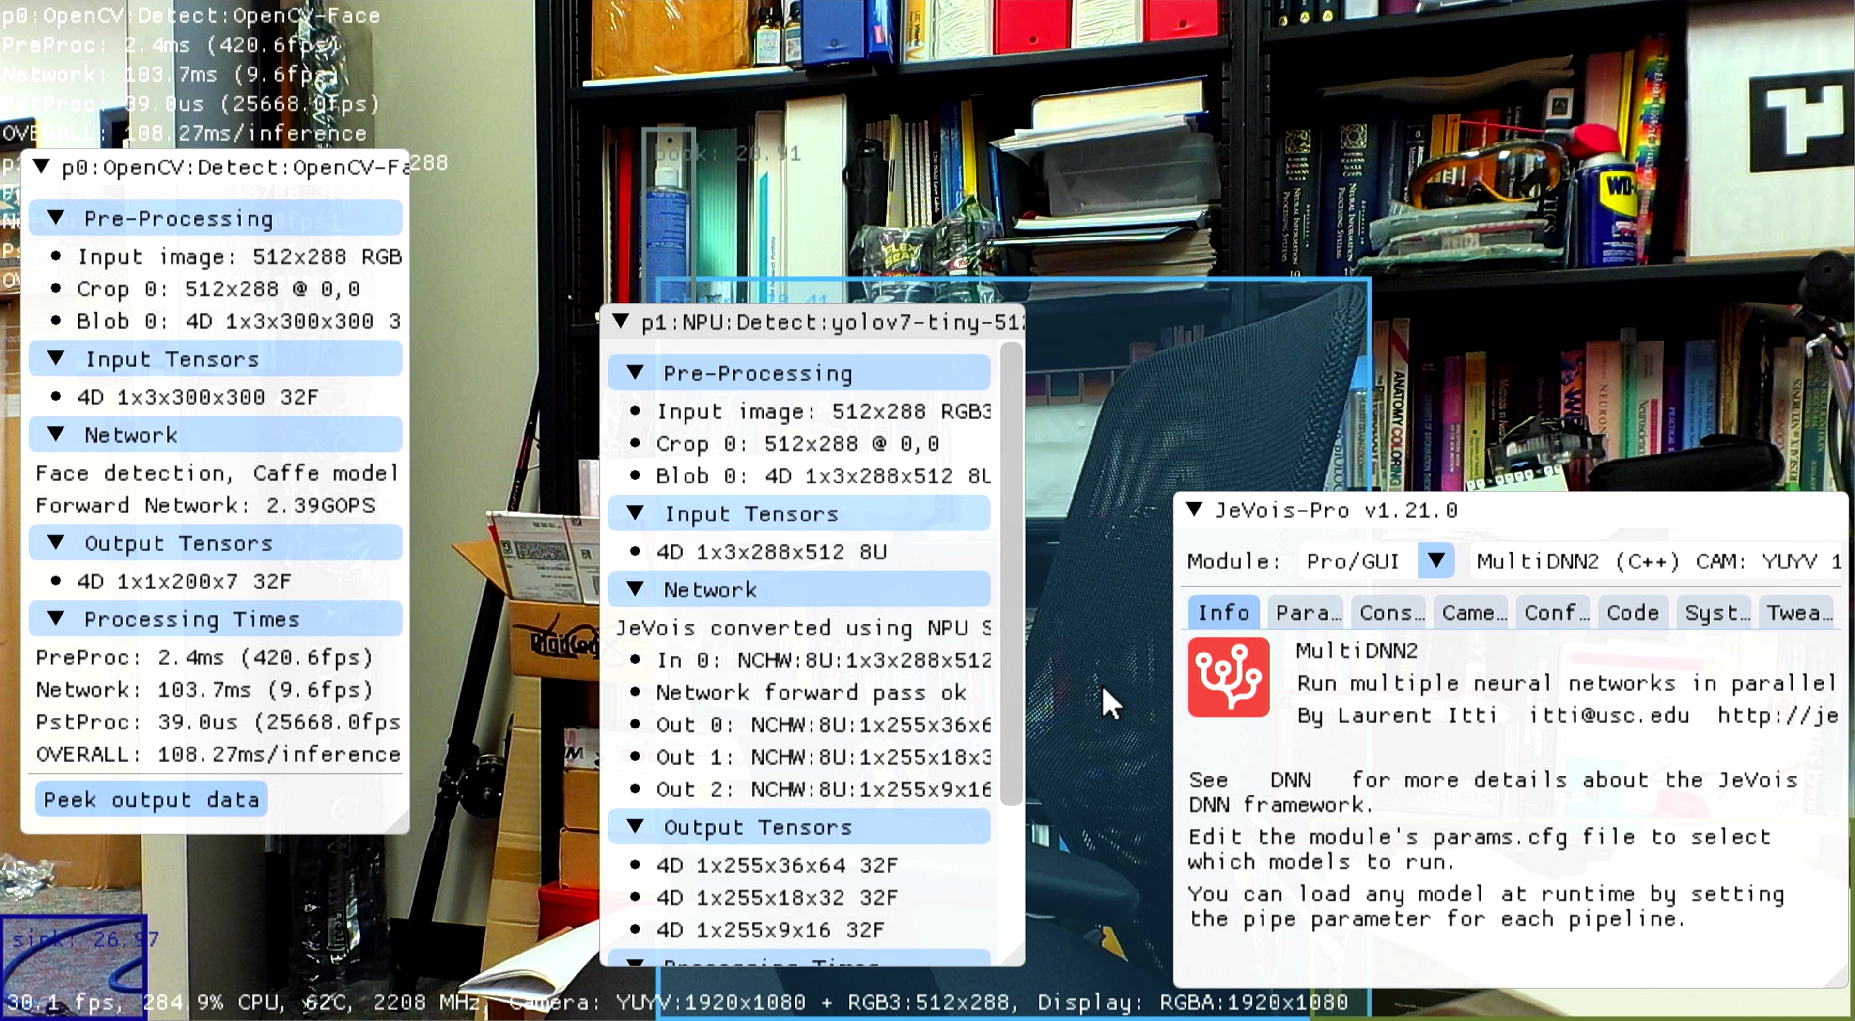 p0:OpenCV:Detect:OpenCV-Face
PreProc: 2.4ms (420.6fps)
Network: 103.7ms (9.6fps)
PstProc: 39.0us (25668.0fps)
OVERALL: 108.27ms/inference
288
p0:OpenCV:Detect:OpenCV-Fa
Pre-Processing
Input image: 512x288 RGB
Crop 0: 512x288 @ 0,0
Blob 0: 4D 1x3x300x300 3
Input Tensors
4D 1x3x300x300 32F
Network
Face detection, Caffe model
Forward Network: 2.39GOPS
Output Tensors
4D 1x1x200x7 32F
Processing Times
PreProc: 2.4ms (420.6fps)
Network: 103.7ms (9.6fps)
PstProc: 39.0us (25668.0fps
OVERALL: 108.27ms/inference
Peek output data
book: 20.91
p1:NPU:Detect:yolov7-tiny-512
Pre-Processing
Input image: 512x288 RGB3
Crop 0: 512x288 @ 0,0
Blob 0: 4D 1x3x288x512 8U
Input Tensors
4D 1x3x288x512 8U
Network
JeVois converted using NPU S
In 0: NCHW:8U:1x3x288x512
Network forward pass ok
Out 0: NCHW:8U:1x255x36x6
Out 1: NCHW:8U:1x255x18x3
Out 2: NCHW:8U:1x255x9x16
Output Tensors
4D 1x255x36x64 32F
4D 1x255x18x32 32F
4D 1x255x9x16 32F
Processing Times
WD
ANATOMY COLORING
JeVois-Pro v1.21.0
Module: Pro/GUI MultiDNN2 (C++) CAM: YUYV 1
Info Para… Cons… Came… Conf… Code Syst… Twea…
MultiDNN2
Run multiple neural networks in parallel
By Laurent Itti itti@usc.edu http://je
See DNN for more details about the JeVois
DNN framework.
Edit the module's params.cfg file to select
which models to run.
You can load any model at runtime by setting
the pipe parameter for each pipeline.
sink: 26.97
30.1 fps, 284.9% CPU, 62C, 2208 MHz, Camera: YUYV:1920x1080 + RGB3:512x288, Display: RGBA:1920x1080